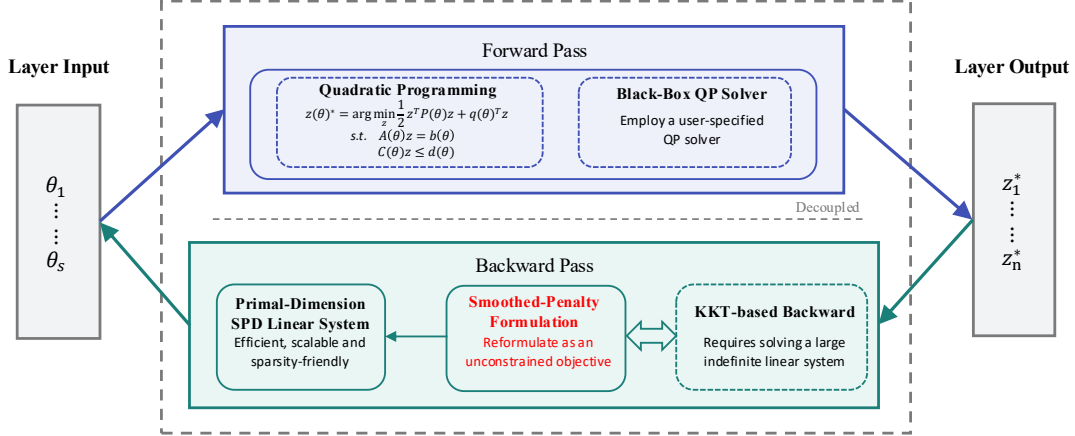 Layer Input
θ₁
⋮
⋮
θₛ
Forward Pass
Quadratic Programming
z(θ)* = arg min_z 1/2 zᵀP(θ)z + q(θ)ᵀz
s.t. A(θ)z = b(θ)
C(θ)z ≤ d(θ)
Black-Box QP Solver
Employ a user-specified
QP solver
Decoupled
Backward Pass
Primal-Dimension
SPD Linear System
Efficient, scalable and
sparsity-friendly
Smoothed-Penalty
Formulation
Reformulate as an
unconstrained objective
KKT-based Backward
Requires solving a large
indefinite linear system
Layer Output
z₁*
⋮
⋮
zₙ*